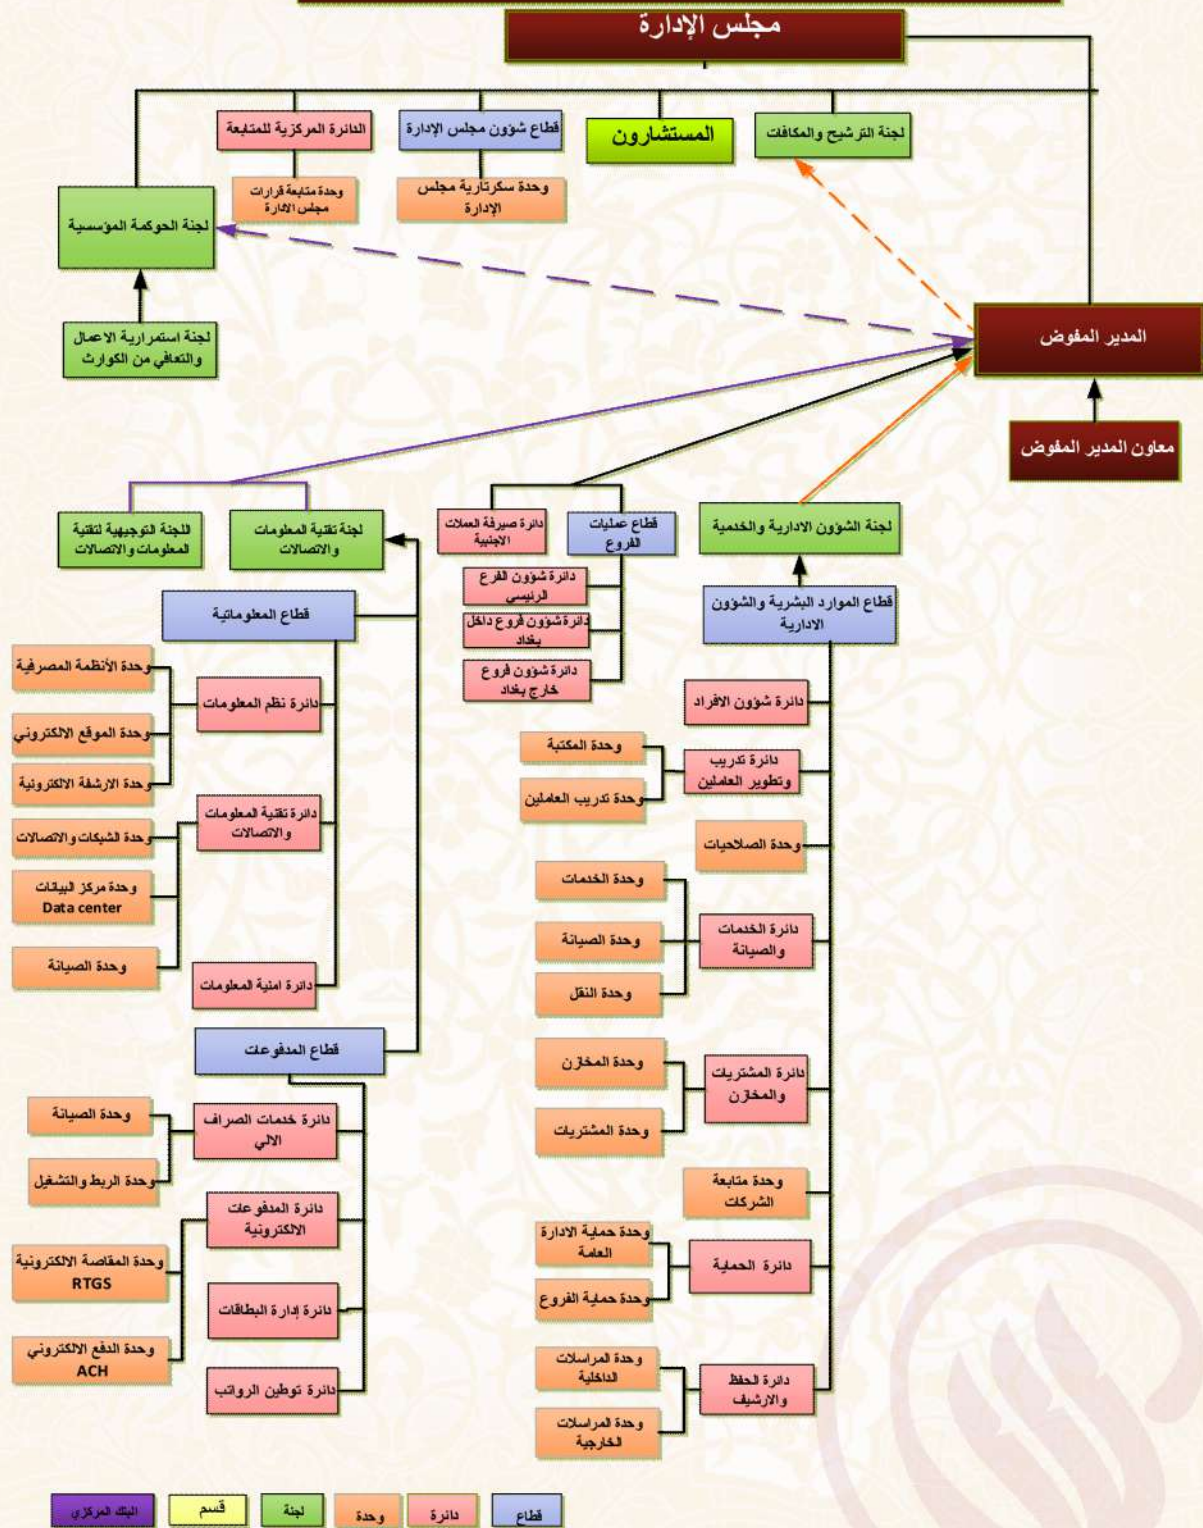 مجلس الإدارة
لجنة الترشيح والمكافات
المستشارون
قطاع شؤون مجلس الإدارة
الدائرة المركزية للمتابعة
وحدة سكرتارية مجلس
الإدارة
وحدة متابعة قرارات
مجلس الادارة
لجنة الحوكمة المؤسسية
لجنة استمرارية الاعمال
والتعافي من الكوارث
المدير المفوض
معاون المدير المفوض
لجنة الشؤون الادارية والخدمية
قطاع الموارد البشرية والشؤون
الادارية
دائرة شؤون الافراد
دائرة تدريب
وتطوير العاملين
وحدة المكتبة
وحدة تدريب العاملين
وحدة الصلاحيات
دائرة الخدمات
والصيانة
وحدة الخدمات
وحدة الصيانة
وحدة النقل
دائرة المشتريات
والمخازن
وحدة المخازن
وحدة المشتريات
وحدة متابعة
الشركات
دائرة الحماية
وحدة حماية الادارة
العامة
وحدة حماية الفروع
دائرة الحفظ
والارشيف
وحدة المراسلات
الداخلية
وحدة المراسلات
الخارجية
قطاع عمليات
الفروع
دائرة صيرفة العملات
الاجنبية
دائرة شؤون الفرع
الرئيسي
دائرة شؤون فروع داخل
بغداد
دائرة شؤون فروع
خارج بغداد
لجنة تقنية المعلومات
والاتصالات
اللجنة التوجيهية لتقنية
المعلومات والاتصالات
قطاع المعلوماتية
دائرة نظم المعلومات
وحدة الأنظمة المصرفية
وحدة الموقع الالكتروني
وحدة الارشفة الالكترونية
دائرة تقنية المعلومات
والاتصالات
وحدة الشبكات والاتصالات
وحدة مركز البيانات
Data center
وحدة الصيانة
دائرة امنية المعلومات
قطاع المدفوعات
دائرة خدمات الصراف
الالي
وحدة الصيانة
وحدة الربط والتشغيل
دائرة المدفوعات
الالكترونية
وحدة المقاصة الالكترونية
RTGS
وحدة الدفع الالكتروني
ACH
دائرة إدارة البطاقات
دائرة توطين الرواتب
قطاع
دائرة
وحدة
لجنة
قسم
البنك المركزي